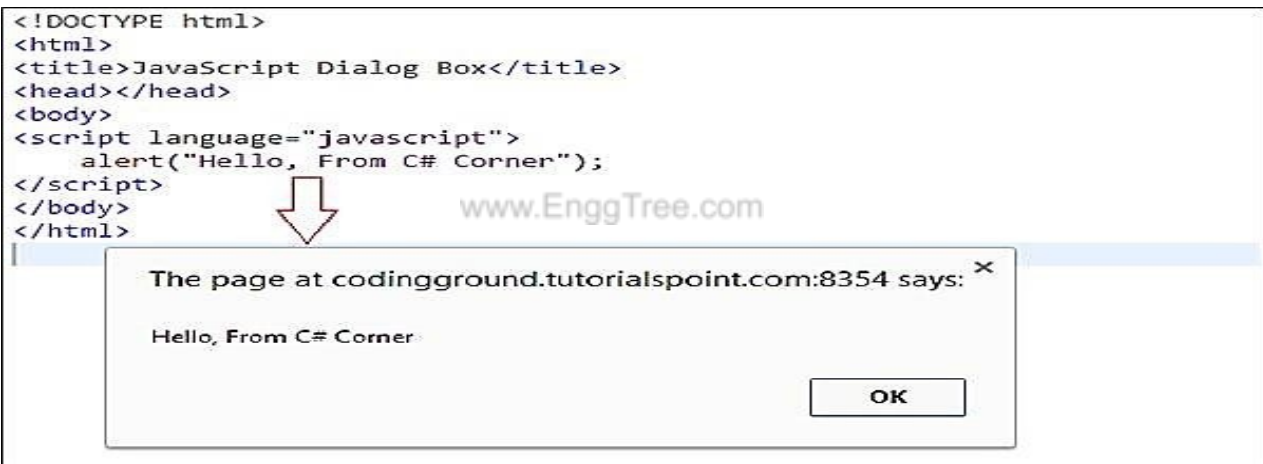 <!DOCTYPE html>
<html>
<title>JavaScript Dialog Box</title>
<head></head>
<body>
<script language="javascript">
    alert("Hello, From C# Corner");
</script>
</body>
www.EnggTree.com
</html>
The page at codingground.tutorialspoint.com:8354 says: ×
Hello, From C# Corner
OK